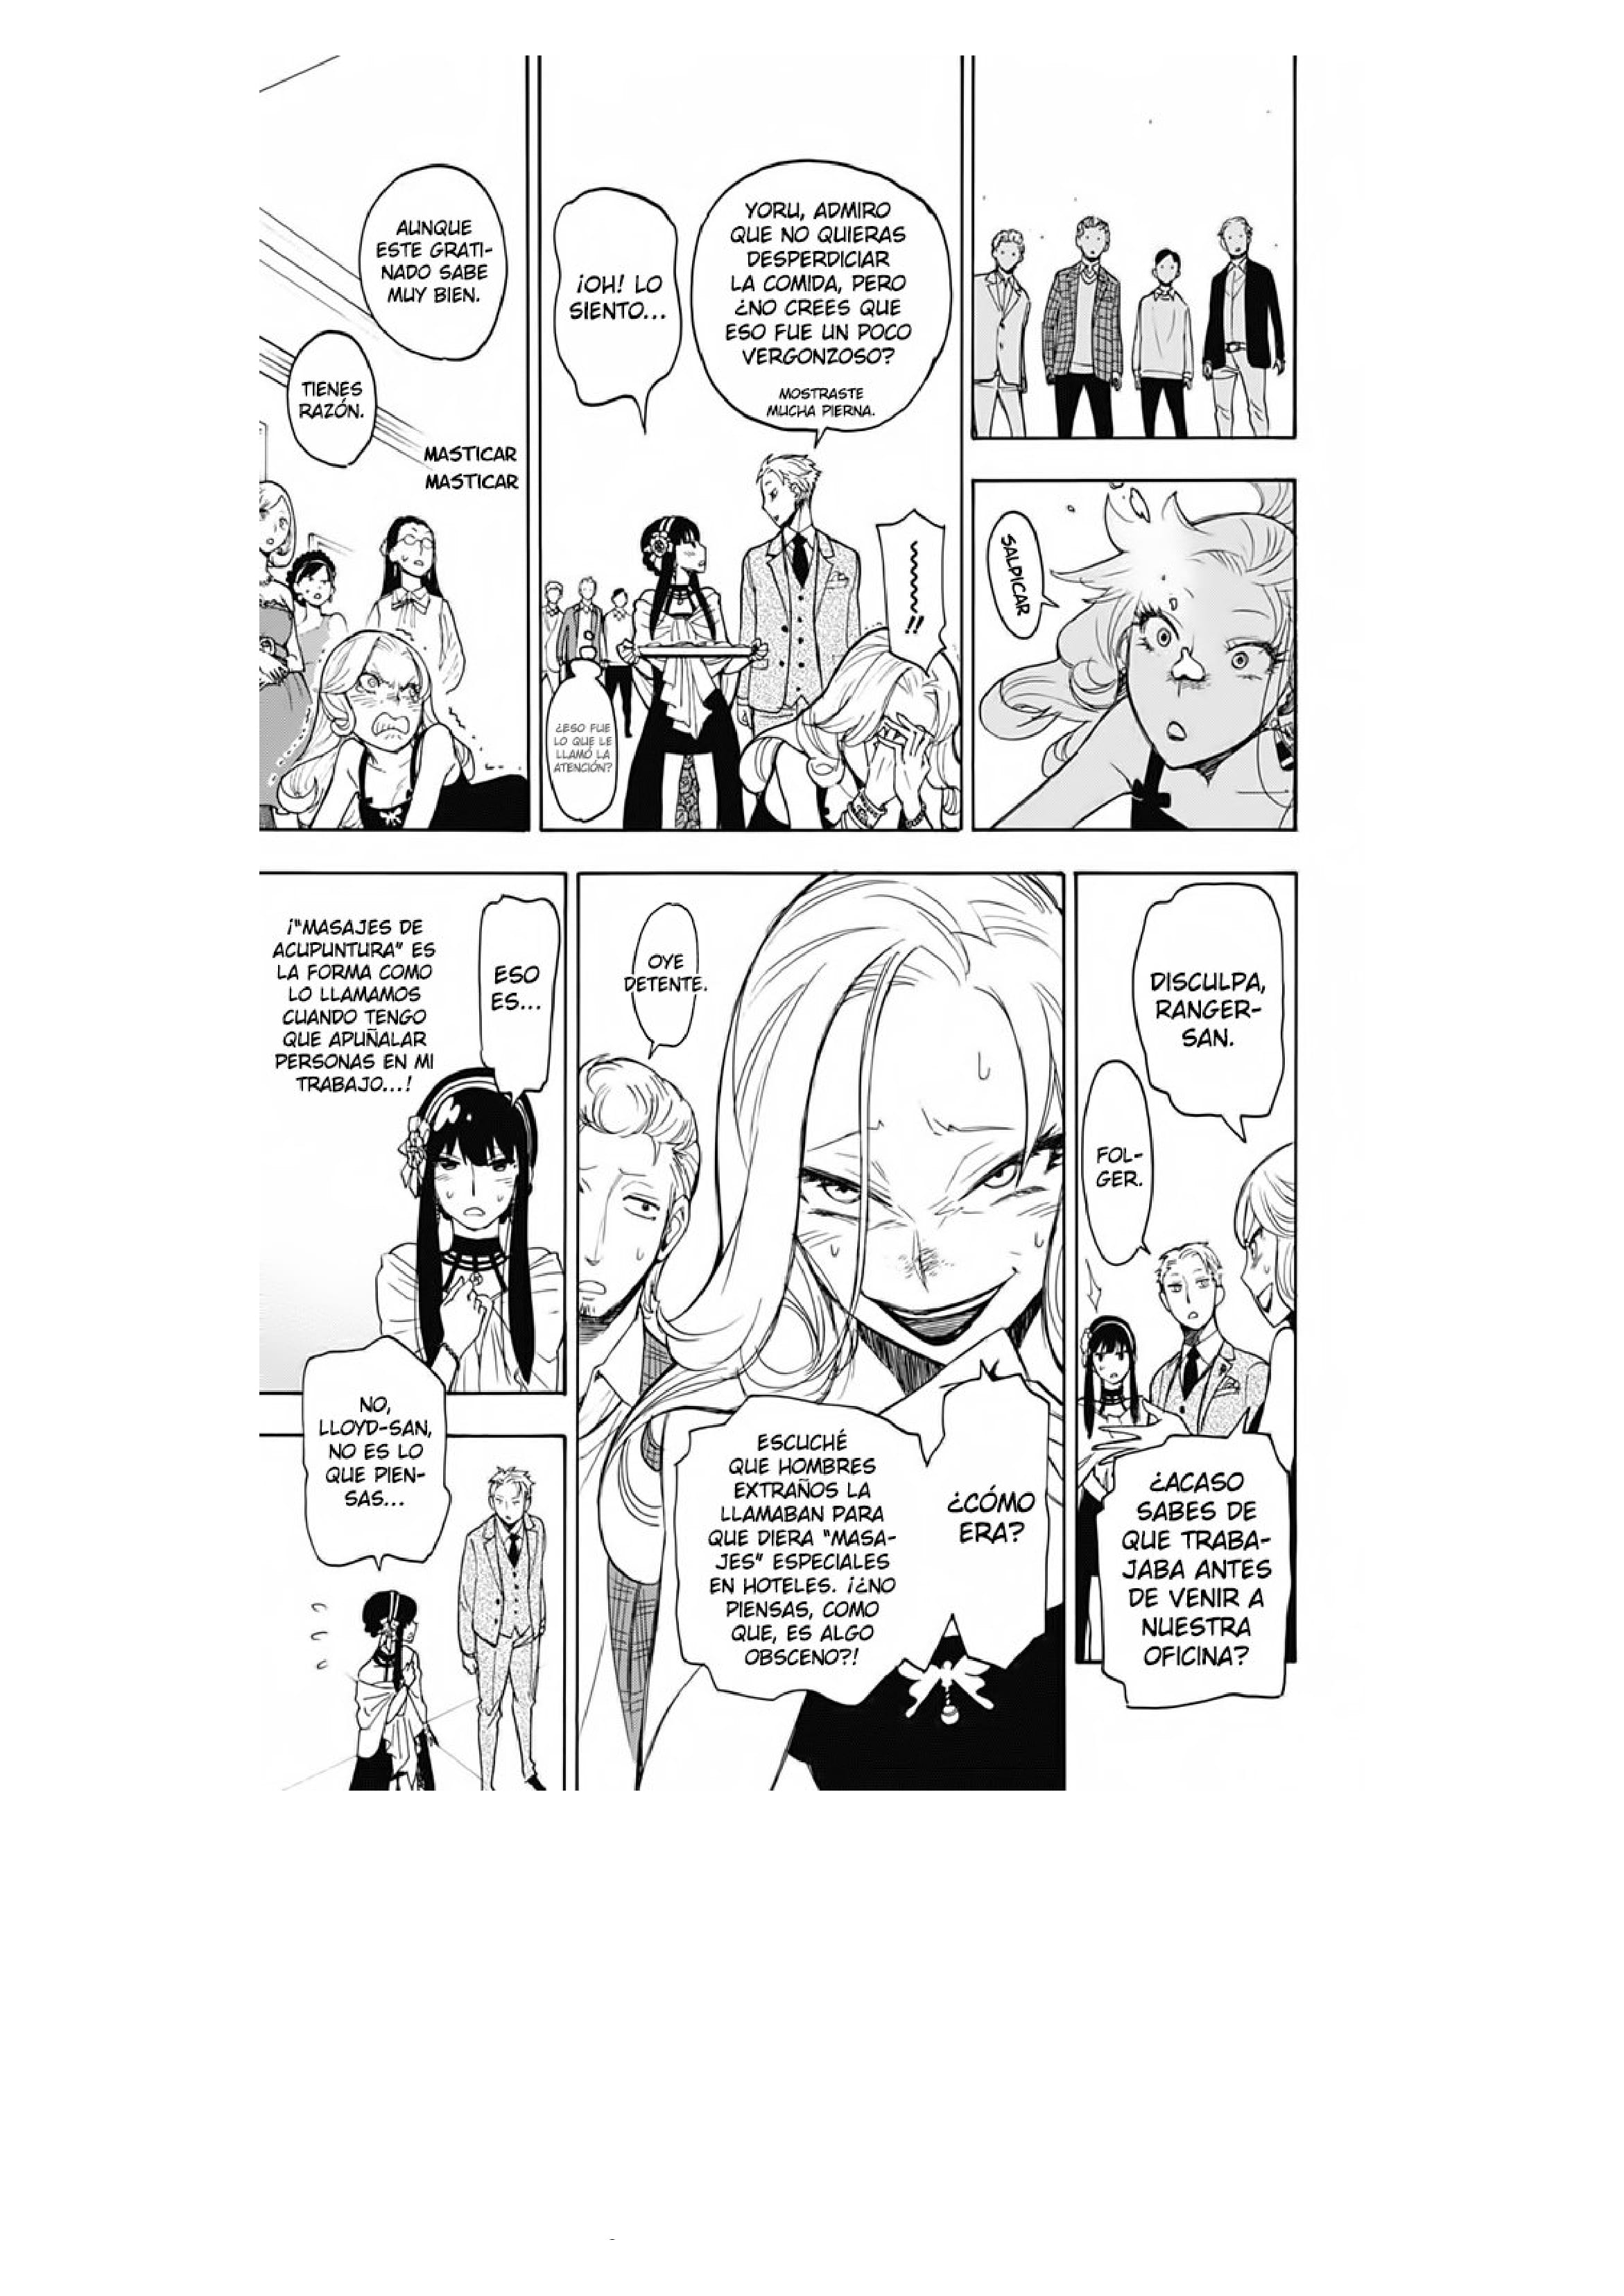 SALPICAR
YORU, ADMIRO
QUE NO QUIERAS
DESPERDICIAR
LA COMIDA, PERO
¿NO CREES QUE
ESO FUE UN POCO
VERGONZOSO?
MOSTRASTE
MUCHA PIERNA.
¡OH! LO
SIENTO...
!!
¿ESO FUE
LO QUE LE
LLAMÓ LA
ATENCIÓN?
AUNQUE
ESTE GRATI-
NADO SABE
MUY BIEN.
TIENES
RAZÓN.
MASTICAR
MASTICAR
DISCULPA,
RANGER-
SAN.
FOL-
GER.
¿ACASO
SABES DE
QUE TRABA-
JABA ANTES
DE VENIR A
NUESTRA
OFICINA?
OYE
DETENTE.
¿CÓMO
ERA?
ESCUCHÉ
QUE HOMBRES
EXTRAÑOS LA
LLAMABAN PARA
QUE DIERA "MASA-
JES" ESPECIALES
EN HOTELES. ¡¿NO
PIENSAS, COMO
QUE, ES ALGO
OBSCENO?!
ESO
ES...
¡"MASAJES DE
ACUPUNTURA" ES
LA FORMA COMO
LO LLAMAMOS
CUANDO TENGO
QUE APUÑALAR
PERSONAS EN MI
TRABAJO...!
NO,
LLOYD-SAN,
NO ES LO
QUE PIEN-
SAS...